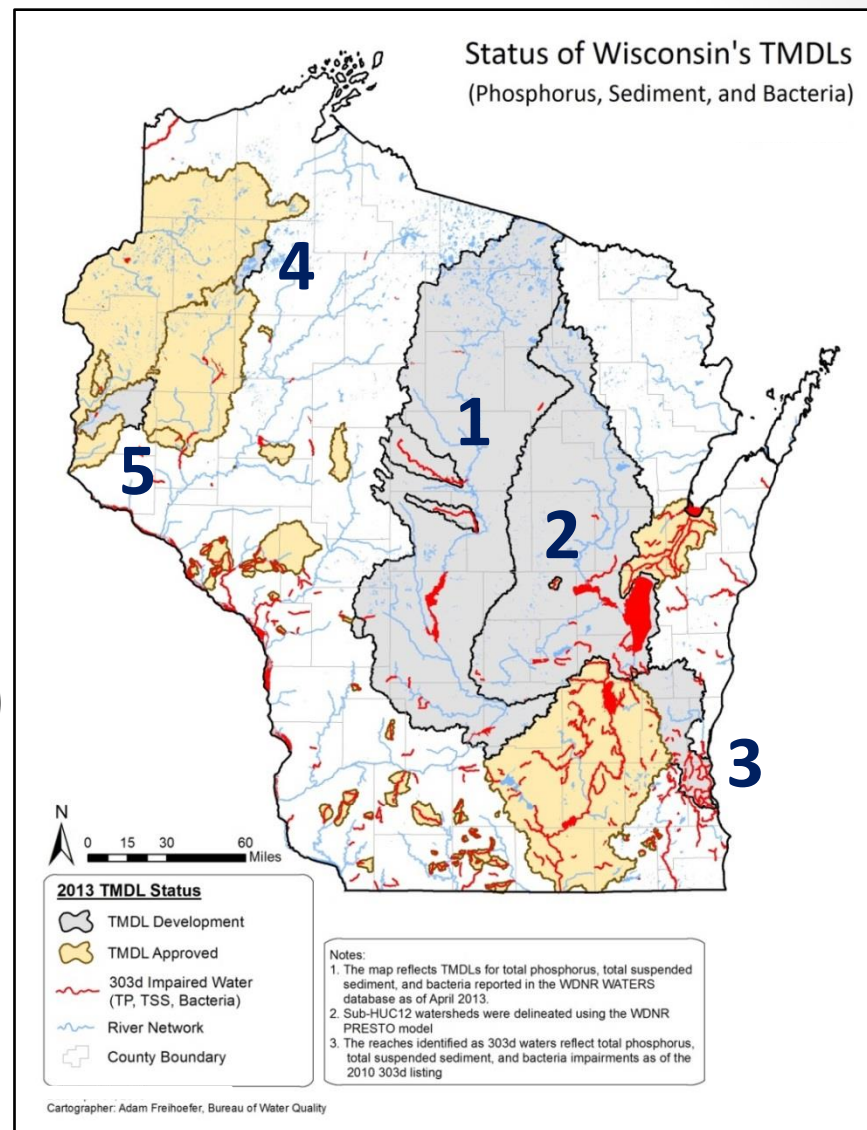 Status of Wisconsin's TMDLs
(Phosphorus, Sediment, and Bacteria)
4
1
5
2
3
N
0 15 30 60
Miles
2013 TMDL Status
TMDL Development
TMDL Approved
303d Impaired Water
(TP, TSS, Bacteria)
River Network
County Boundary
Notes:
1. The map reflects TMDLs for total phosphorus, total suspended
sediment, and bacteria reported in the WDNR WATERS
database as of April 2013.
2. Sub-HUC12 watersheds were delineated using the WDNR
PRESTO model
3. The reaches identified as 303d waters reflect total phosphorus,
total suspended sediment, and bacteria impairments as of the
2010 303d listing
Cartographer: Adam Freihoefer, Bureau of Water Quality